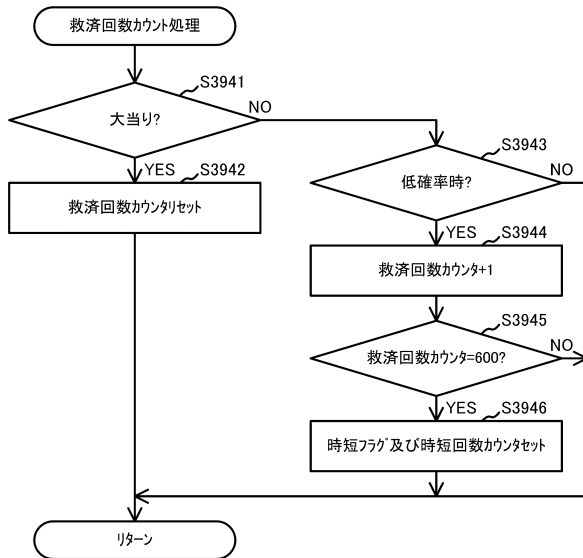 救済回数カウント処理
S3941
大当り?
NO
YES
S3942
救済回数カウンタリセット
S3943
低確率時?
NO
YES
S3944
救済回数カウンタ+1
S3945
救済回数カウンタ=600?
NO
YES
S3946
時短フラグ及び時短回数カウンタセット
リターン